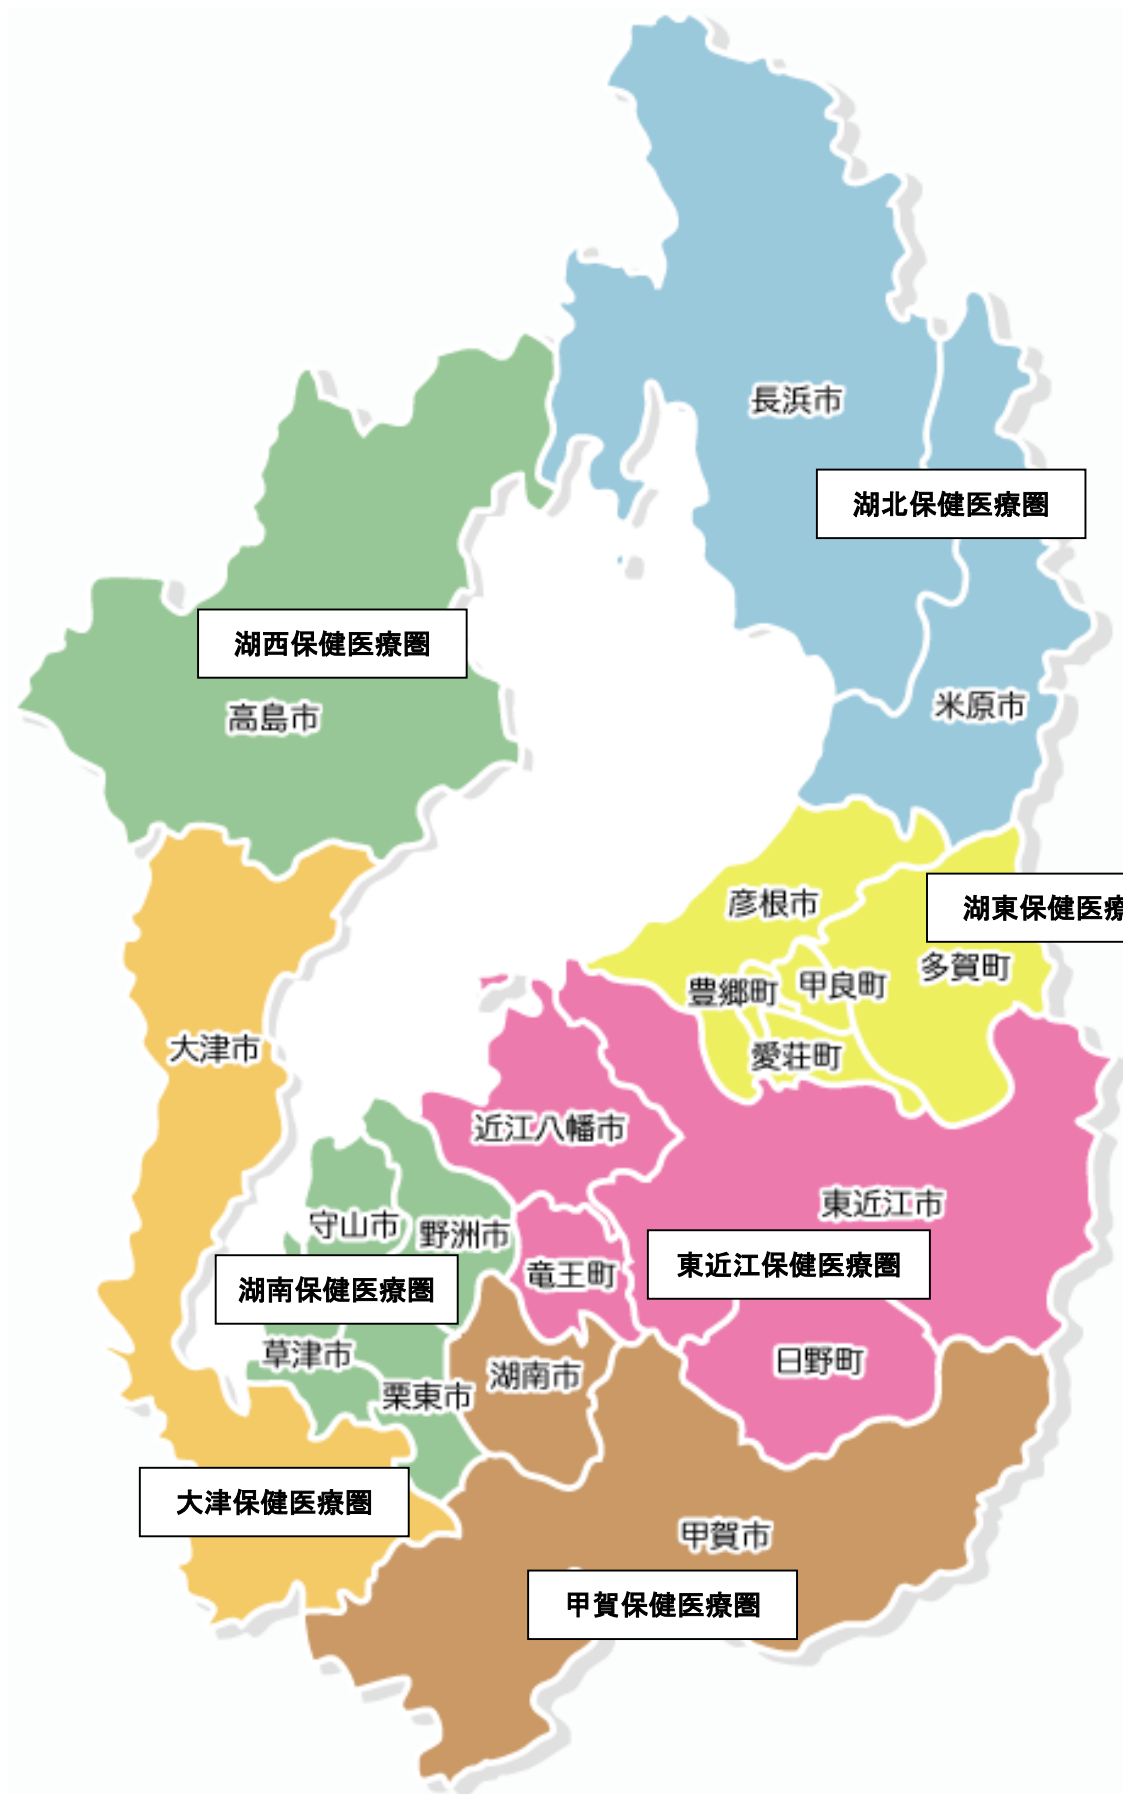 長浜市
湖北保健医療圏
湖西保健医療圏
高島市
米原市
彦根市
湖東保健医療
多賀町
豊郷町
甲良町
愛荘町
大津市
近江八幡市
東近江市
守山市
野洲市
東近江保健医療圏
竜王町
湖南保健医療圏
草津市
日野町
湖南市
栗東市
大津保健医療圏
甲賀市
甲賀保健医療圏